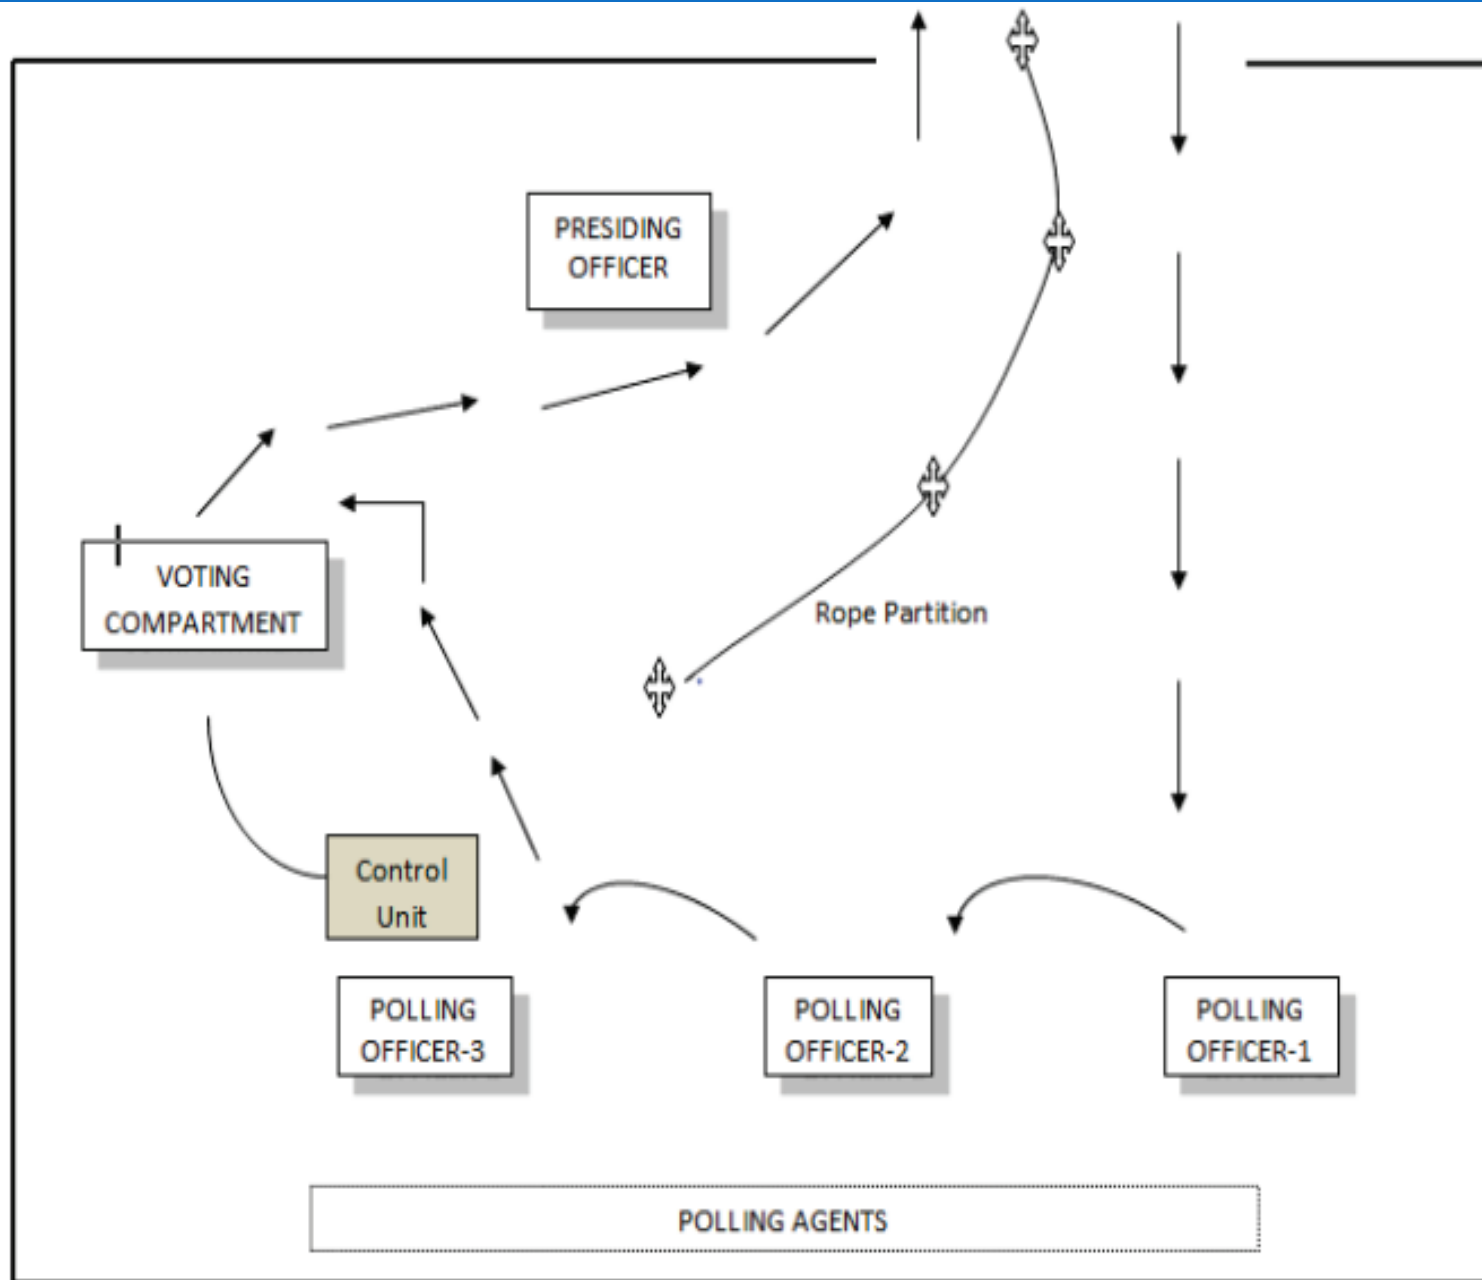 PRESIDING
OFFICER
VOTING
COMPARTMENT
Rope Partition
Control
Unit
POLLING
OFFICER-3
POLLING
OFFICER-2
POLLING
OFFICER-1
POLLING AGENTS